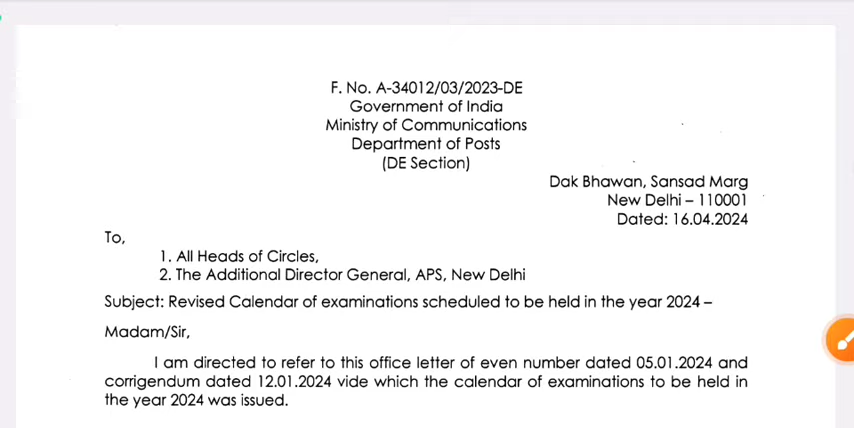 F. No. A-34012/03/2023-DE
Government of India
Ministry of Communications
Department of Posts
(DE Section)
Dak Bhawan, Sansad Marg
New Delhi – 110001
Dated: 16.04.2024
To,
1. All Heads of Circles,
2. The Additional Director General, APS, New Delhi
Subject: Revised Calendar of examinations scheduled to be held in the year 2024 –
Madam/Sir,
I am directed to refer to this office letter of even number dated 05.01.2024 and
corrigendum dated 12.01.2024 vide which the calendar of examinations to be held in
the year 2024 was issued.